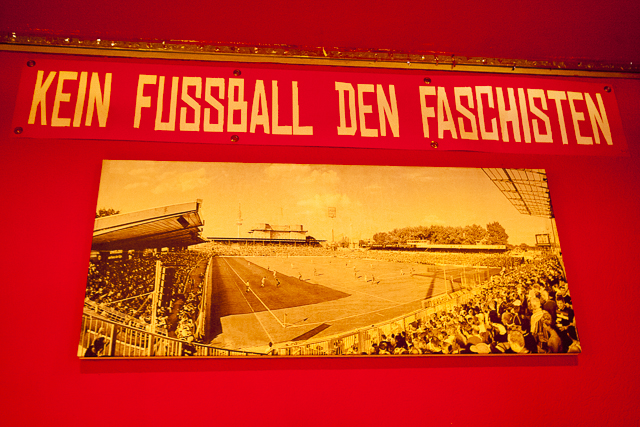 KEIN FUSSBALL DEN FASCHISTEN